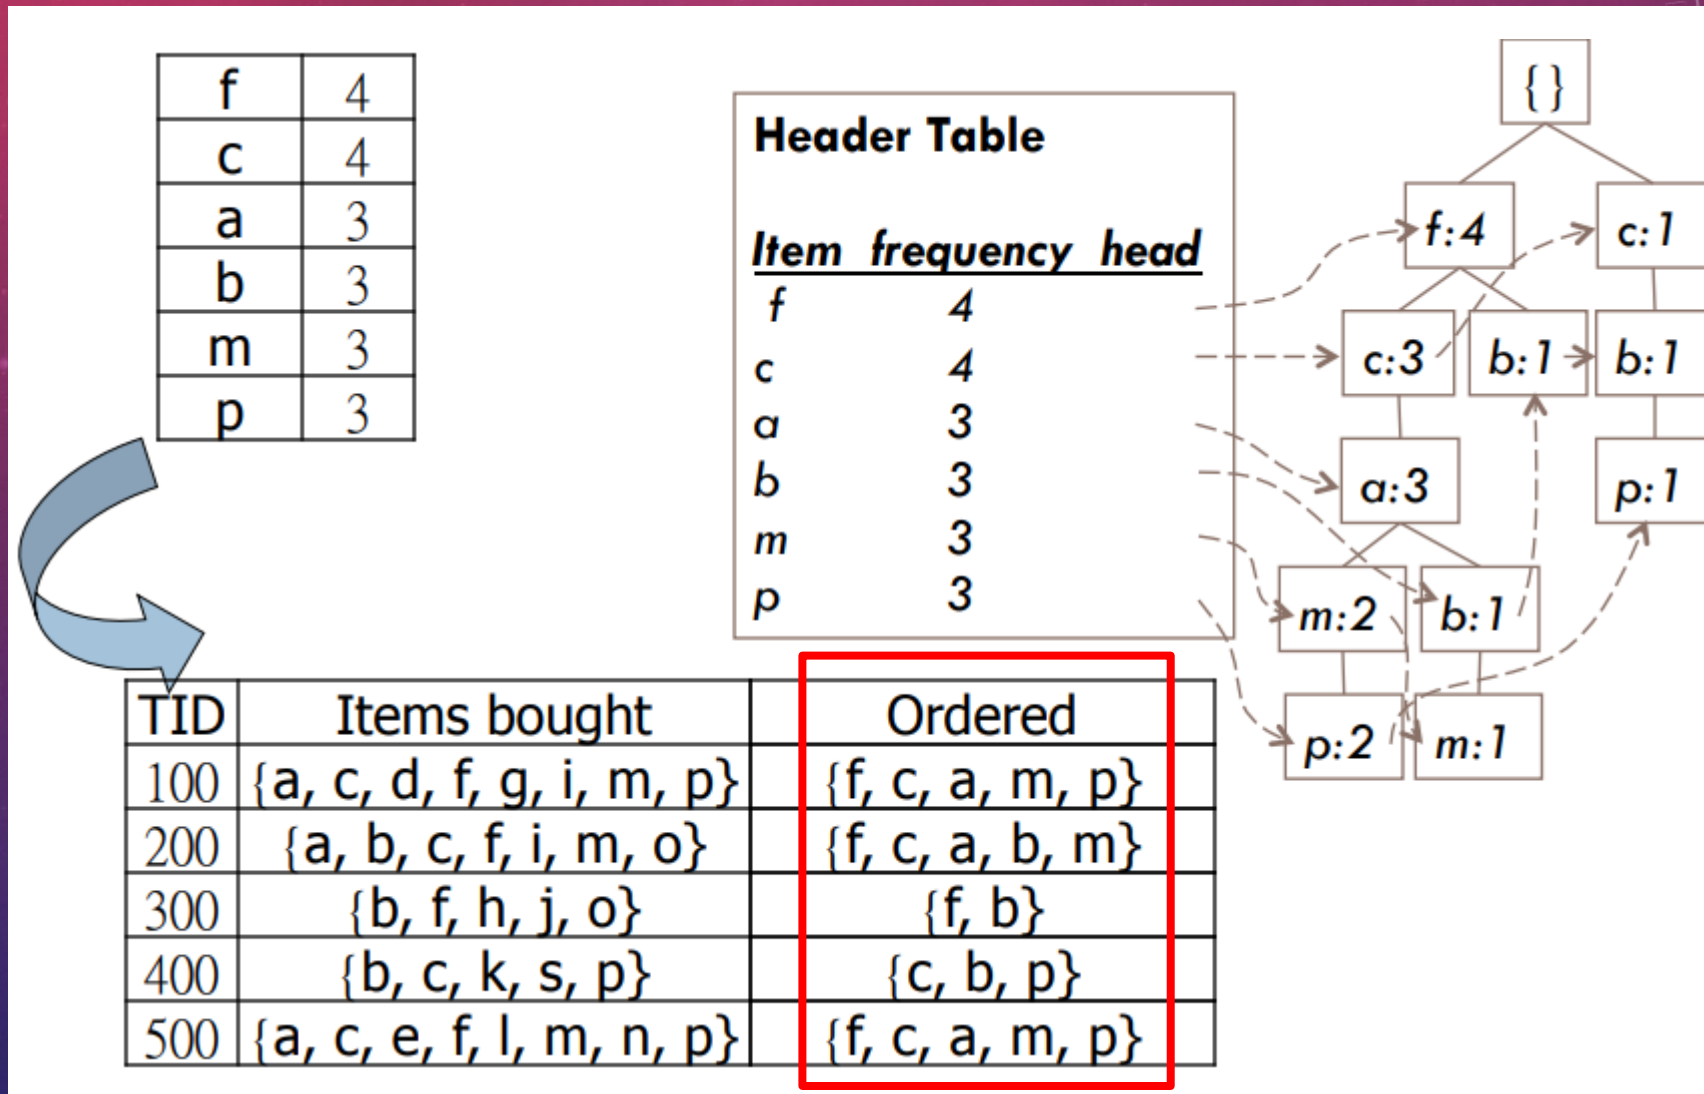 f 4
c 4
a 3
b 3
m 3
p 3
Header Table
Item frequency head
f 4
c 4
a 3
b 3
m 3
p 3
{}
f:4 c:1
c:3 b:1 b:1
a:3 p:1
m:2 b:1
p:2 m:1
TID Items bought Ordered
100 {a, c, d, f, g, i, m, p} {f, c, a, m, p}
200 {a, b, c, f, i, m, o} {f, c, a, b, m}
300 {b, f, h, j, o} {f, b}
400 {b, c, k, s, p} {c, b, p}
500 {a, c, e, f, l, m, n, p} {f, c, a, m, p}